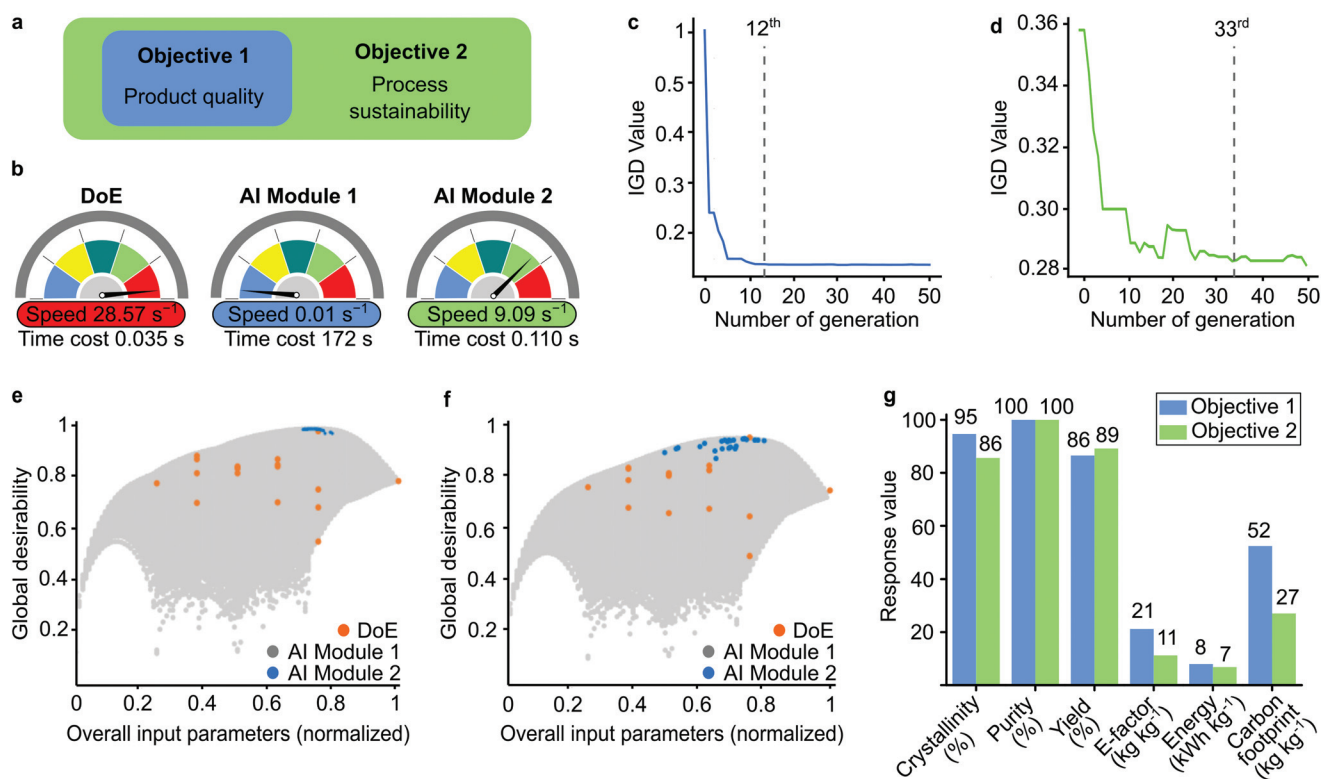 a
Objective 1
Product quality
Objective 2
Process
sustainability
b
DoE
Speed 28.57 s⁻¹
Time cost 0.035 s
AI Module 1
Speed 0.01 s⁻¹
Time cost 172 s
AI Module 2
Speed 9.09 s⁻¹
Time cost 0.110 s
c
12ᵗʰ
IGD Value
1
0.5
0.4
0.3
0.2
0 10 20 30 40 50
Number of generation
d
33ʳᵈ
IGD Value
0.36
0.34
0.32
0.30
0.28
0 10 20 30 40 50
Number of generation
e
Global desirability
1
0.8
0.6
0.4
0.2
DoE
AI Module 1
AI Module 2
0 0.2 0.4 0.6 0.8 1
Overall input parameters (normalized)
f
Global desirability
1
0.8
0.6
0.4
0.2
DoE
AI Module 1
AI Module 2
0 0.2 0.4 0.6 0.8 1
Overall input parameters (normalized)
g
Objective 1
Objective 2
Response value
100
80
60
40
20
95
86
100
100
86
89
21
11
8
7
52
27
Crystallinity
(%)
Purity
(%)
Yield
(%)
E-factor
(kg kg⁻¹)
Energy
(kWh kg⁻¹)
Carbon
footprint
(kg kg⁻¹)